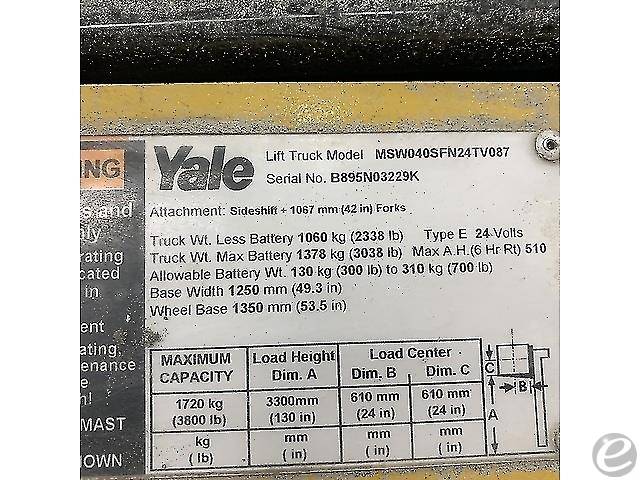 ING
s and
ly
rating
cated
in
ent
ating,
enance
e
n!
MAST
OWN
Yale
Lift Truck Model MSW040SFN24TV087
Serial No. B895N03229K
Attachment: Sideshift + 1067 mm (42 in) Forks
Truck Wt. Less Battery 1060 kg (2338 lb) Type E 24 Volts
Truck Wt. Max Battery 1378 kg (3038 lb) Max A.H.(6 Hr Rt) 510
Allowable Battery Wt. 130 kg (300 lb) to 310 kg (700 lb)
Base Width 1250 mm (49.3 in)
Wheel Base 1350 mm (53.5 in)
MAXIMUM CAPACITY Load Height Dim. A Load Center Dim. B Dim. C
1720 kg 3300mm 610 mm 610 mm
(3800 lb) (130 in) (24 in) (24 in)
kg mm mm mm
( lb) ( in) ( in) ( in)
C
B
A